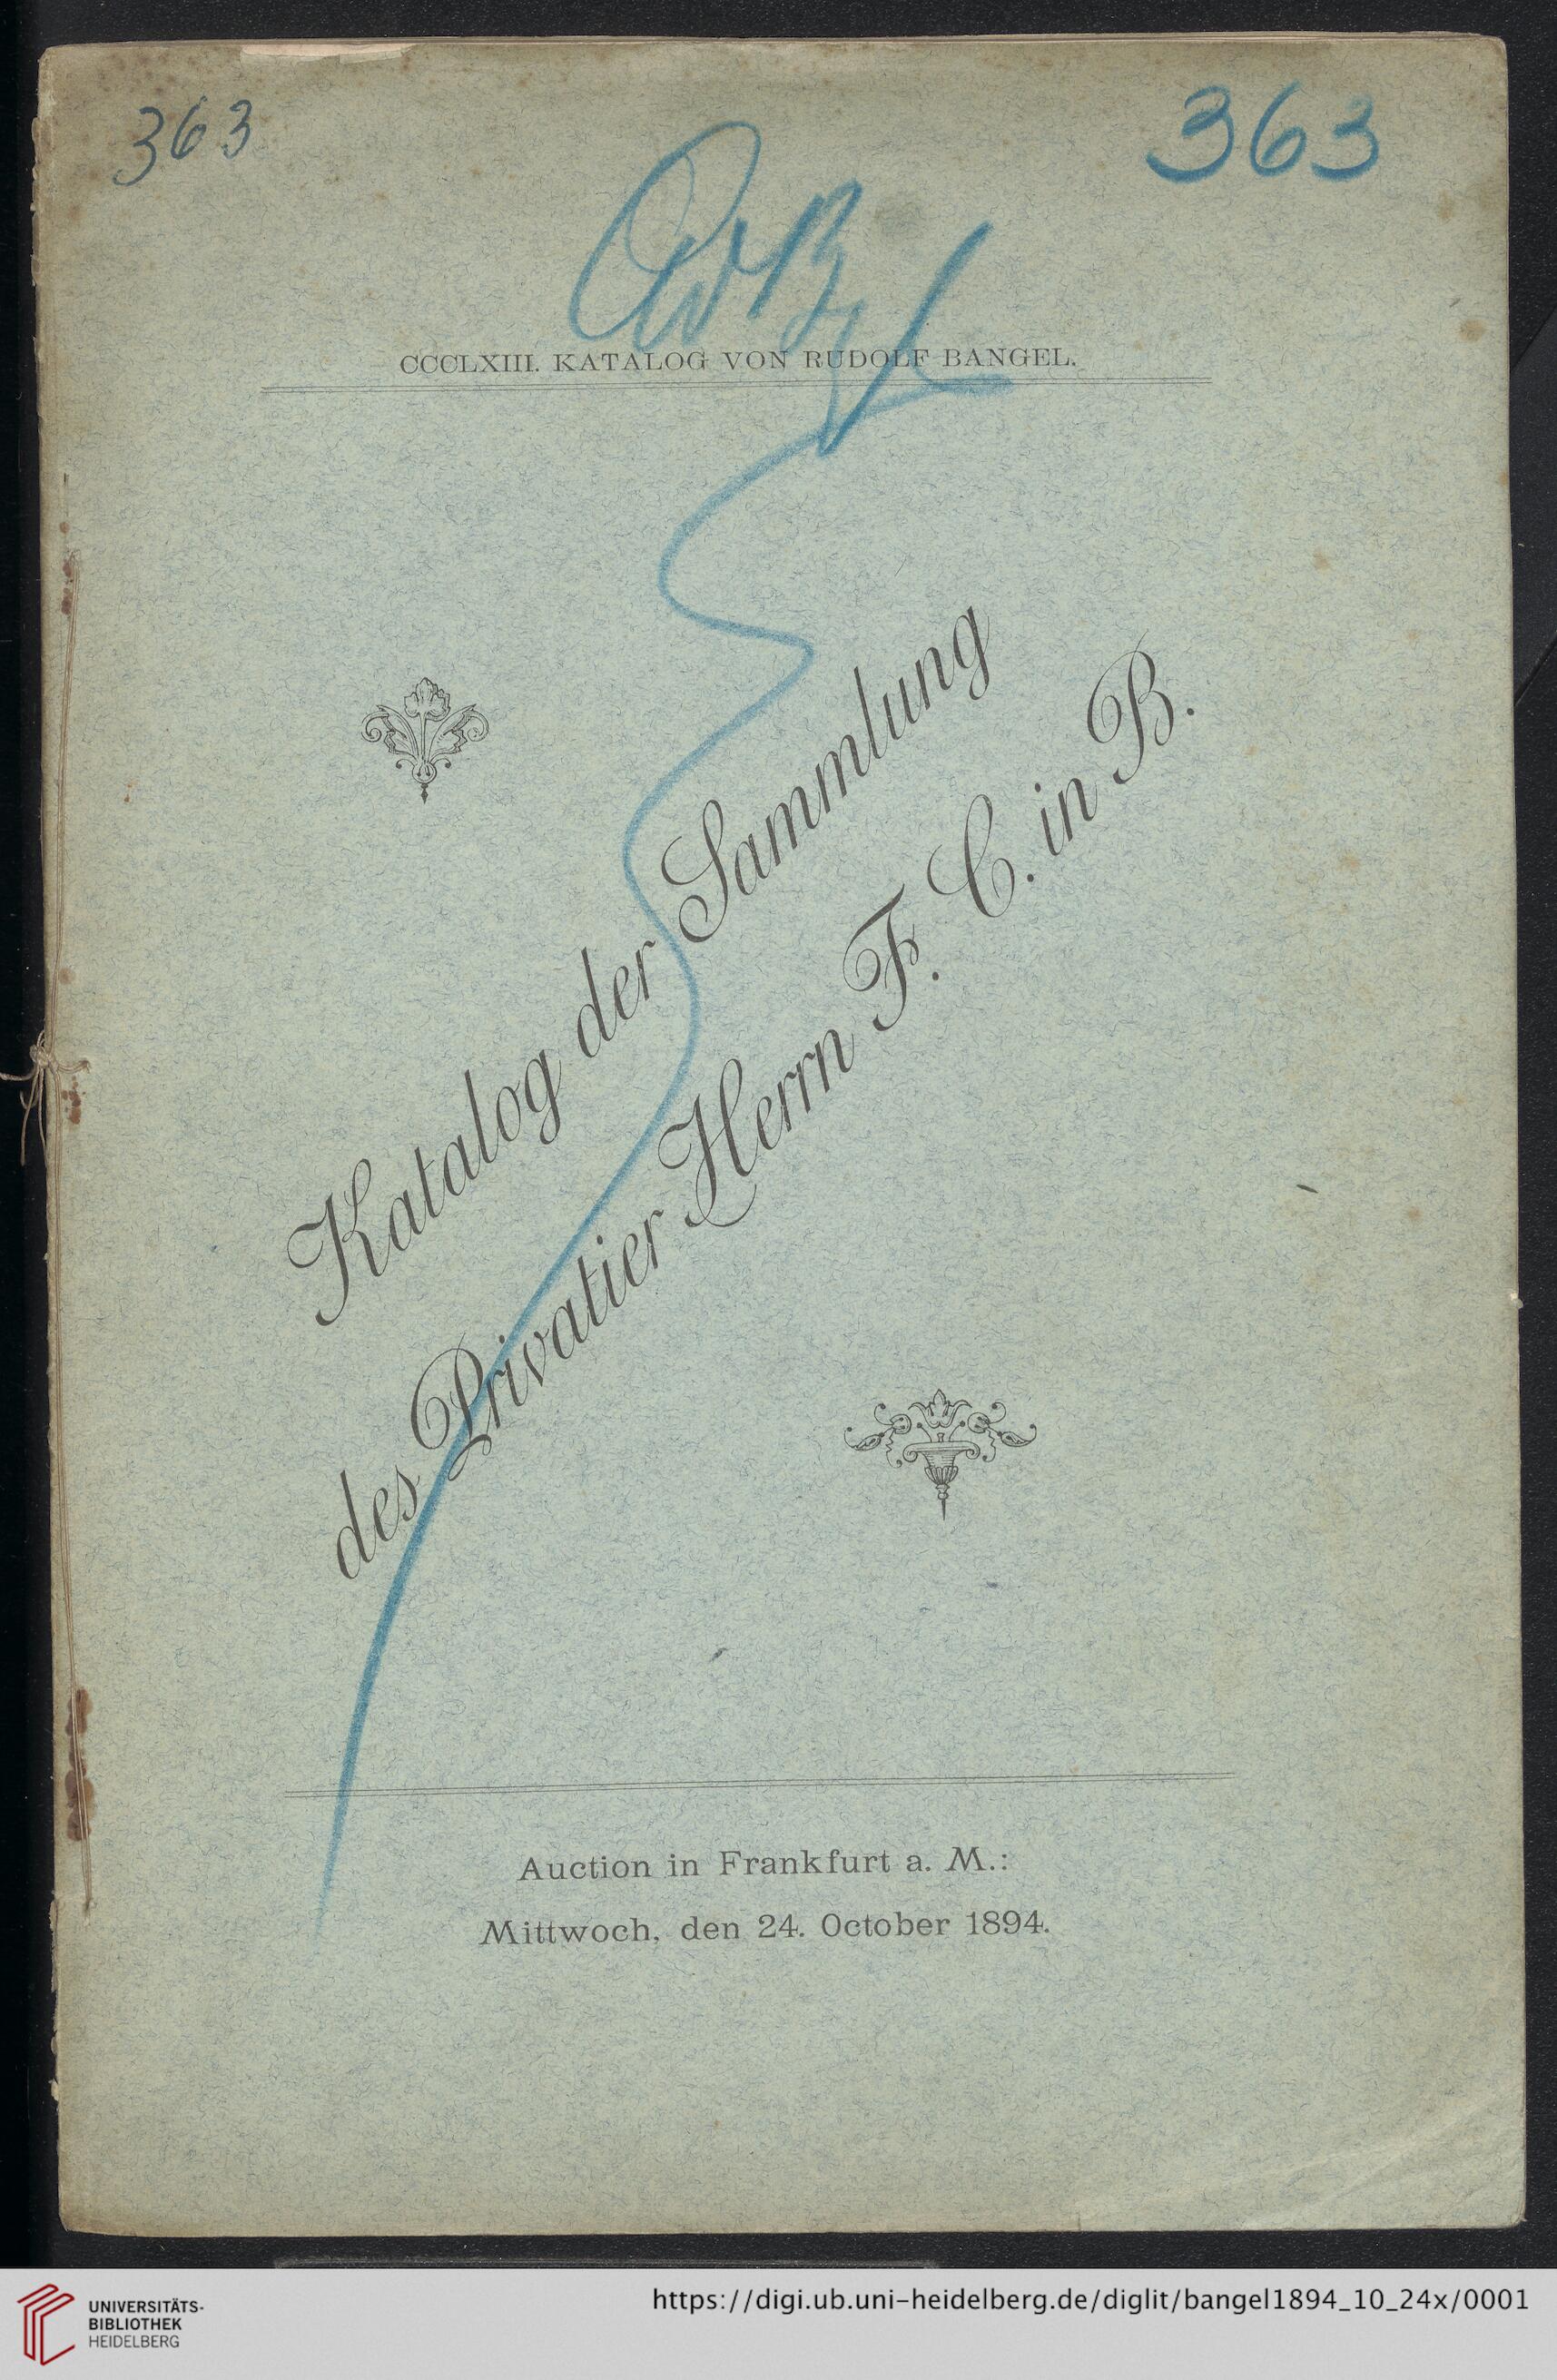 363
363
CCCLXIII. KATALOG VON RUDOLF BANGEL.
Katalog der Sammlung
des Privatier Herrn F. C. in B.
Auction in Frankfurt a. M.:
Mittwoch, den 24. October 1894.
UNIVERSITÄTS-
BIBLIOTHEK
HEIDELBERG
https://digi.ub.uni-heidelberg.de/diglit/bangel1894_10_24x/0001